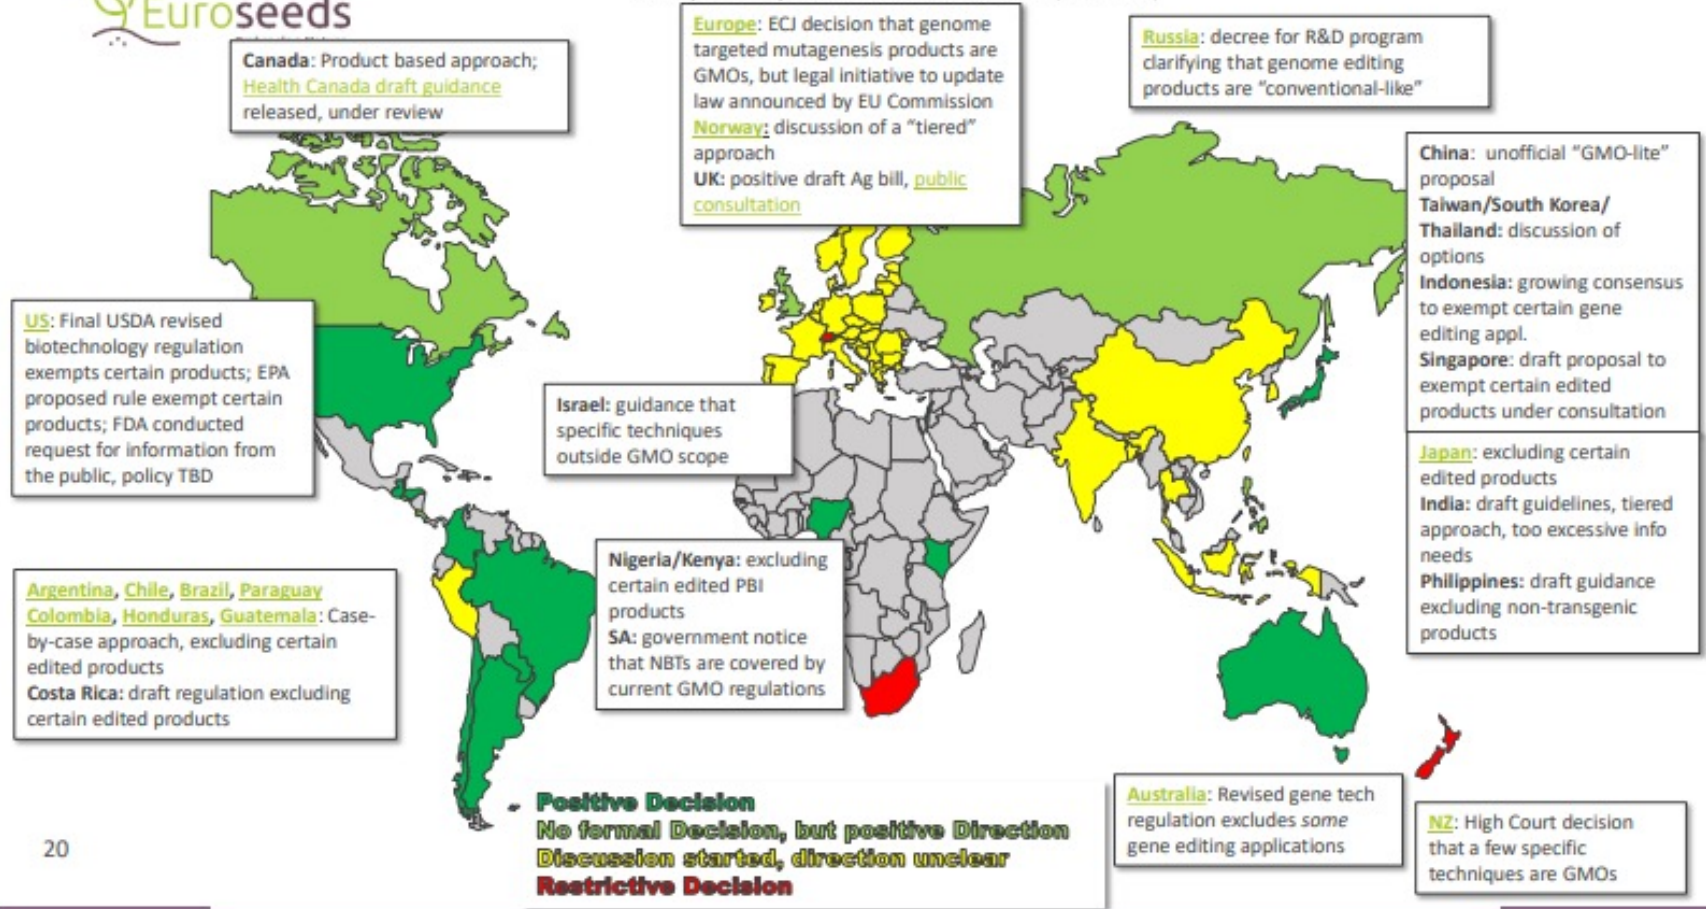 Euroseeds
Canada: Product based approach;
Health Canada draft guidance
released, under review
Europe: ECJ decision that genome
targeted mutagenesis products are
GMOs, but legal initiative to update
law announced by EU Commission
Norway: discussion of a “tiered”
approach
UK: positive draft Ag bill, public
consultation
Russia: decree for R&D program
clarifying that genome editing
products are “conventional-like”
China: unofficial “GMO-lite”
proposal
Taiwan/South Korea/
Thailand: discussion of
options
Indonesia: growing consensus
to exempt certain gene
editing appl.
Singapore: draft proposal to
exempt certain edited
products under consultation
US: Final USDA revised
biotechnology regulation
exempts certain products; EPA
proposed rule exempt certain
products; FDA conducted
request for information from
the public, policy TBD
Israel: guidance that
specific techniques
outside GMO scope
Japan: excluding certain
edited products
India: draft guidelines, tiered
approach, too excessive info
needs
Philippines: draft guidance
excluding non-transgenic
products
Argentina, Chile, Brazil, Paraguay
Colombia, Honduras, Guatemala: Case-
by-case approach, excluding certain
edited products
Costa Rica: draft regulation excluding
certain edited products
Nigeria/Kenya: excluding
certain edited PBI
products
SA: government notice
that NBTs are covered by
current GMO regulations
Australia: Revised gene tech
regulation excludes some
gene editing applications
NZ: High Court decision
that a few specific
techniques are GMOs
Positive Decision
No formal Decision, but positive Direction
Discussion started, direction unclear
Restrictive Decision
20